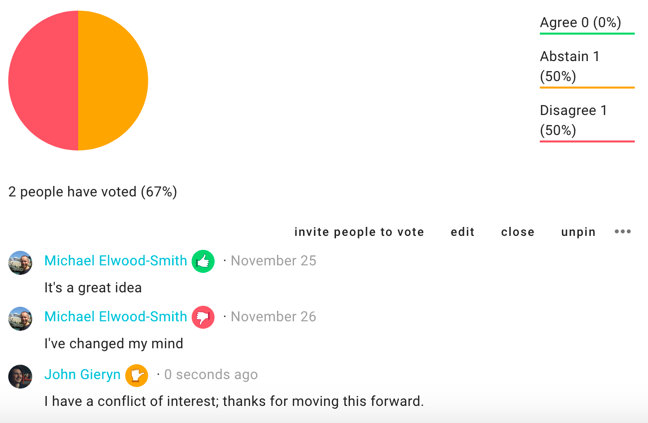 Agree 0 (0%)
Abstain 1
(50%)
Disagree 1
(50%)
2 people have voted (67%)
invite people to vote edit close unpin •••
Michael Elwood-Smith · November 25
It's a great idea
Michael Elwood-Smith · November 26
I've changed my mind
John Gieryn · 0 seconds ago
I have a conflict of interest; thanks for moving this forward.